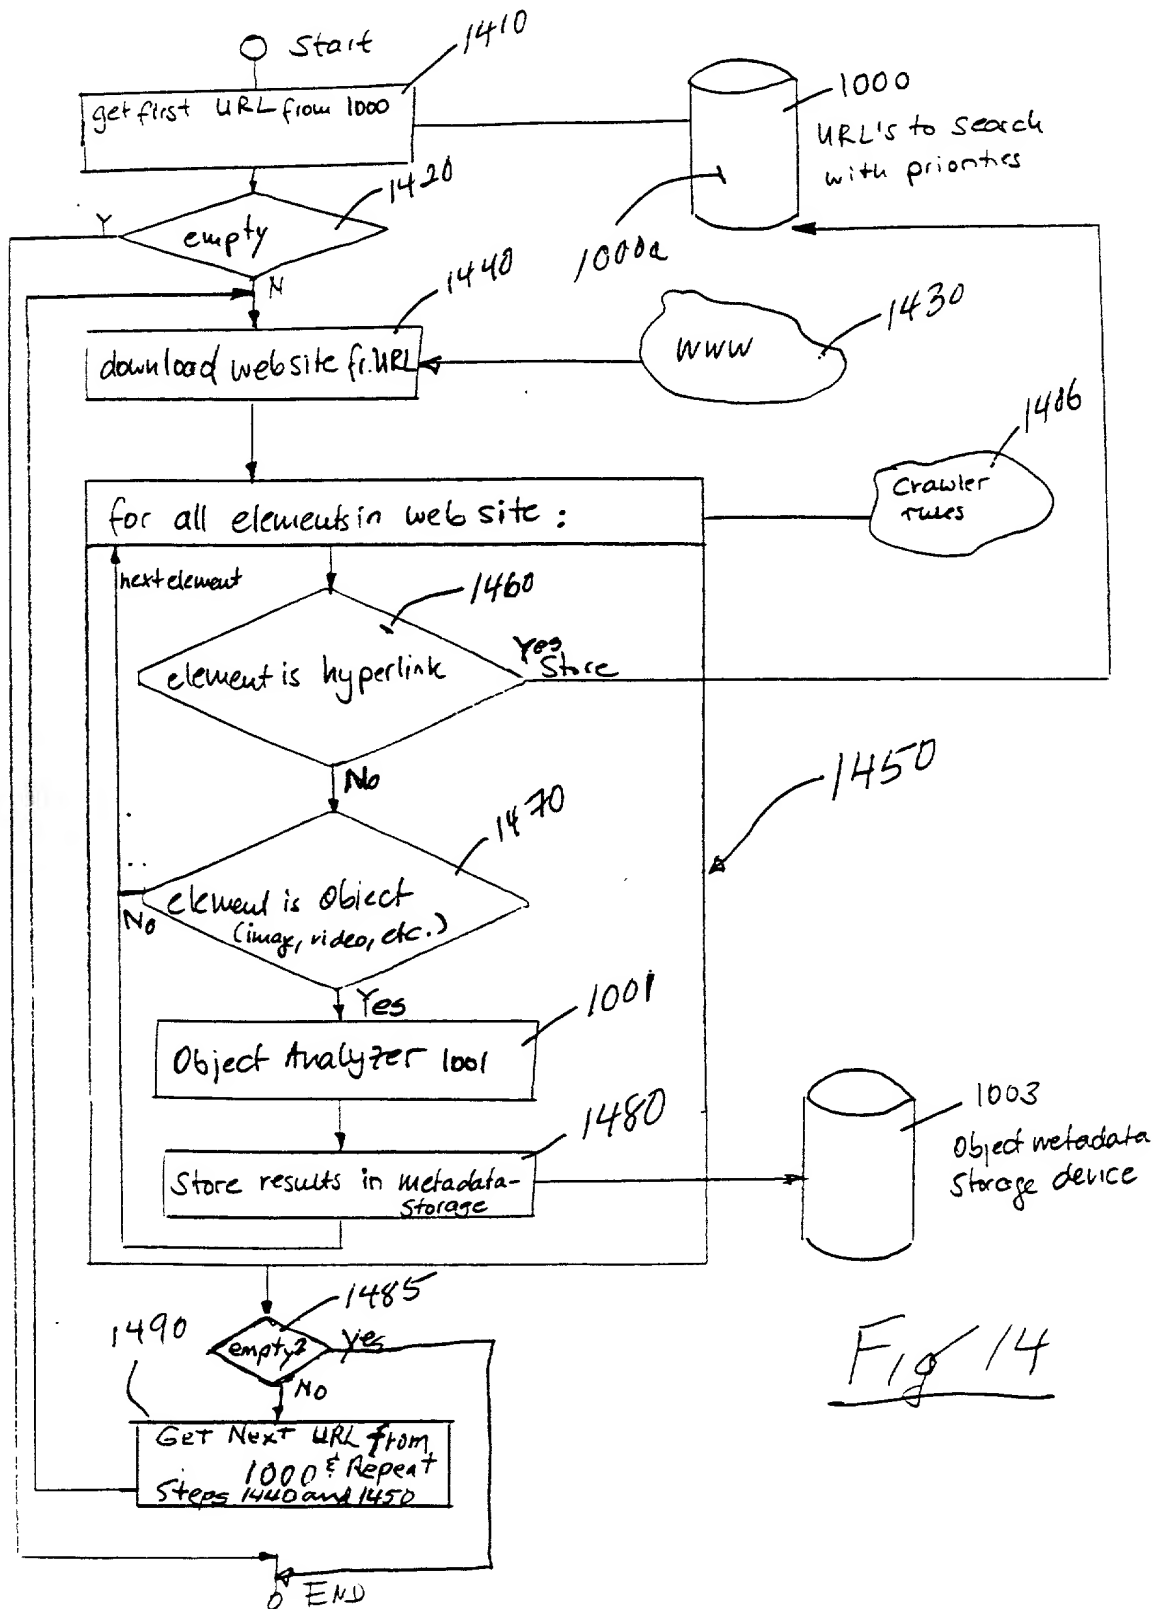 Start
1410
get first URL from 1000
1000
URL's to search
with priorities
1420
Y
empty
1000a
N
1440
1430
download website fr. URL
WWW
1406
Crawler
rules
for all elements in web site :
next element
1460
element is hyperlink
Yes
Store
No
1450
1470
element is Object
(image, video, etc.)
No
Yes
1001
Object Analyzer 1001
1480
1003
Object metadata
Storage device
Store results in metadata-
storage
1485
1490
empty?
Yes
No
Fig 14
Get Next URL from
1000 & Repeat
Steps 1440 and 1450
END